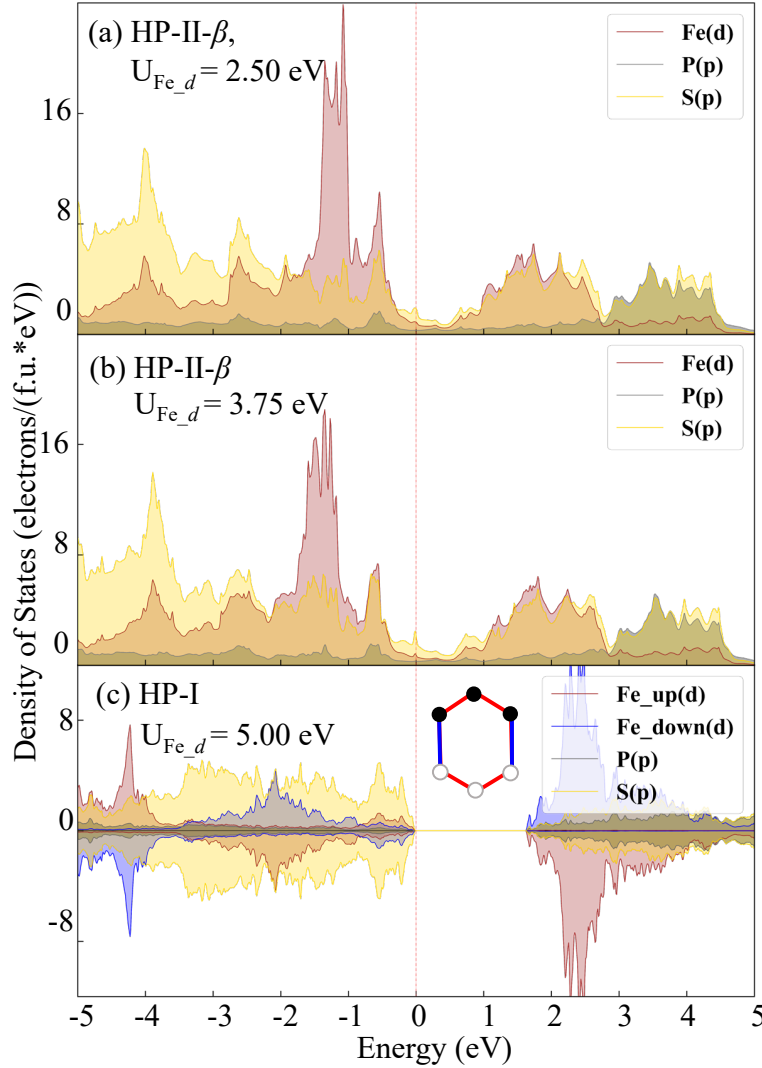 (a) HP-II-β,
U_Fe_d = 2.50 eV
Fe(d)
P(p)
S(p)
16
8
0
(b) HP-II-β
U_Fe_d = 3.75 eV
Fe(d)
P(p)
S(p)
16
8
0
Density of States (electrons/(f.u.*eV))
(c) HP-I
U_Fe_d = 5.00 eV
Fe_up(d)
Fe_down(d)
P(p)
S(p)
8
0
-8
-5 -4 -3 -2 -1 0 1 2 3 4 5
Energy (eV)